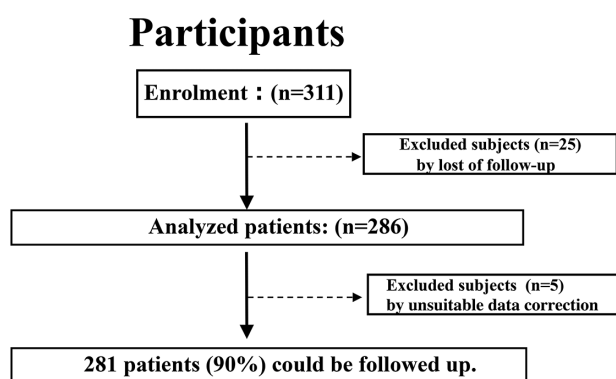 Participants
Enrolment : (n=311)
Excluded subjects (n=25)
by lost of follow-up
Analyzed patients: (n=286)
Excluded subjects (n=5)
by unsuitable data correction
281 patients (90%) could be followed up.